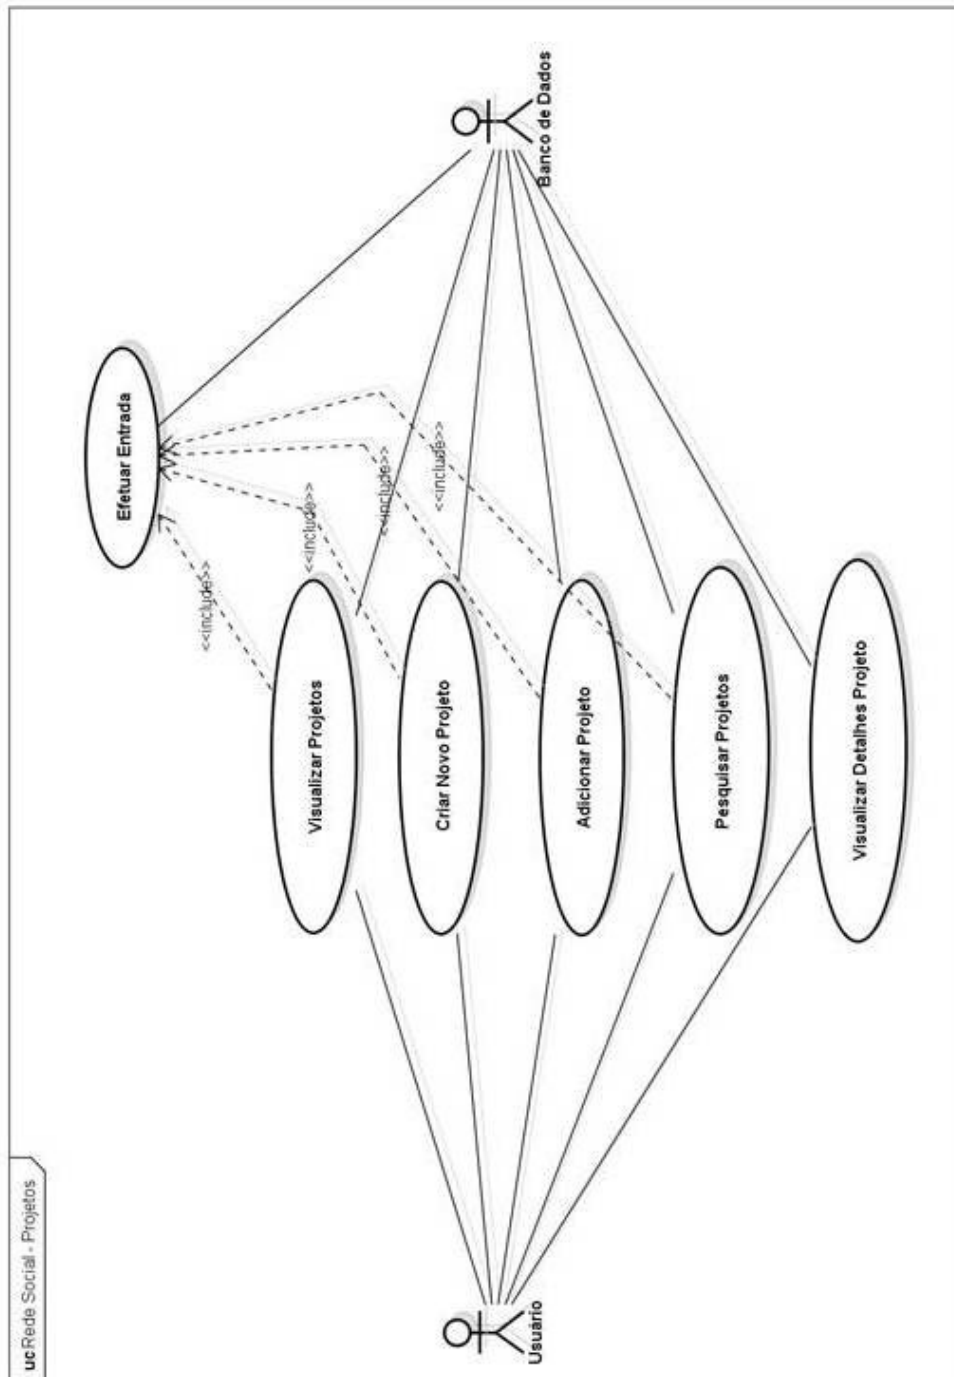 uc Rede Social - Projetos
Efetuar Entrada
<<include>>
<<include>>
<<include>>
<<include>>
Visualizar Projetos
Criar Novo Projeto
Adicionar Projeto
Pesquisar Projetos
Visualizar Detalhes Projeto
Usuário
Banco de Dados